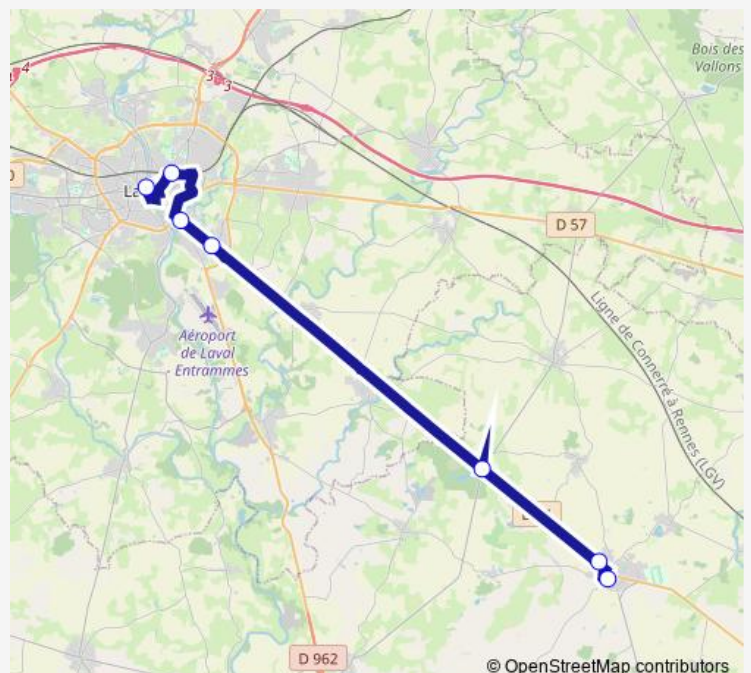 Bois des
Vallons
4
3
3
D 57
Aéroport
de Laval
Entrammes
Ligne de Connerré à Rennes (LGV)
D 962
© OpenStreetMap contributors